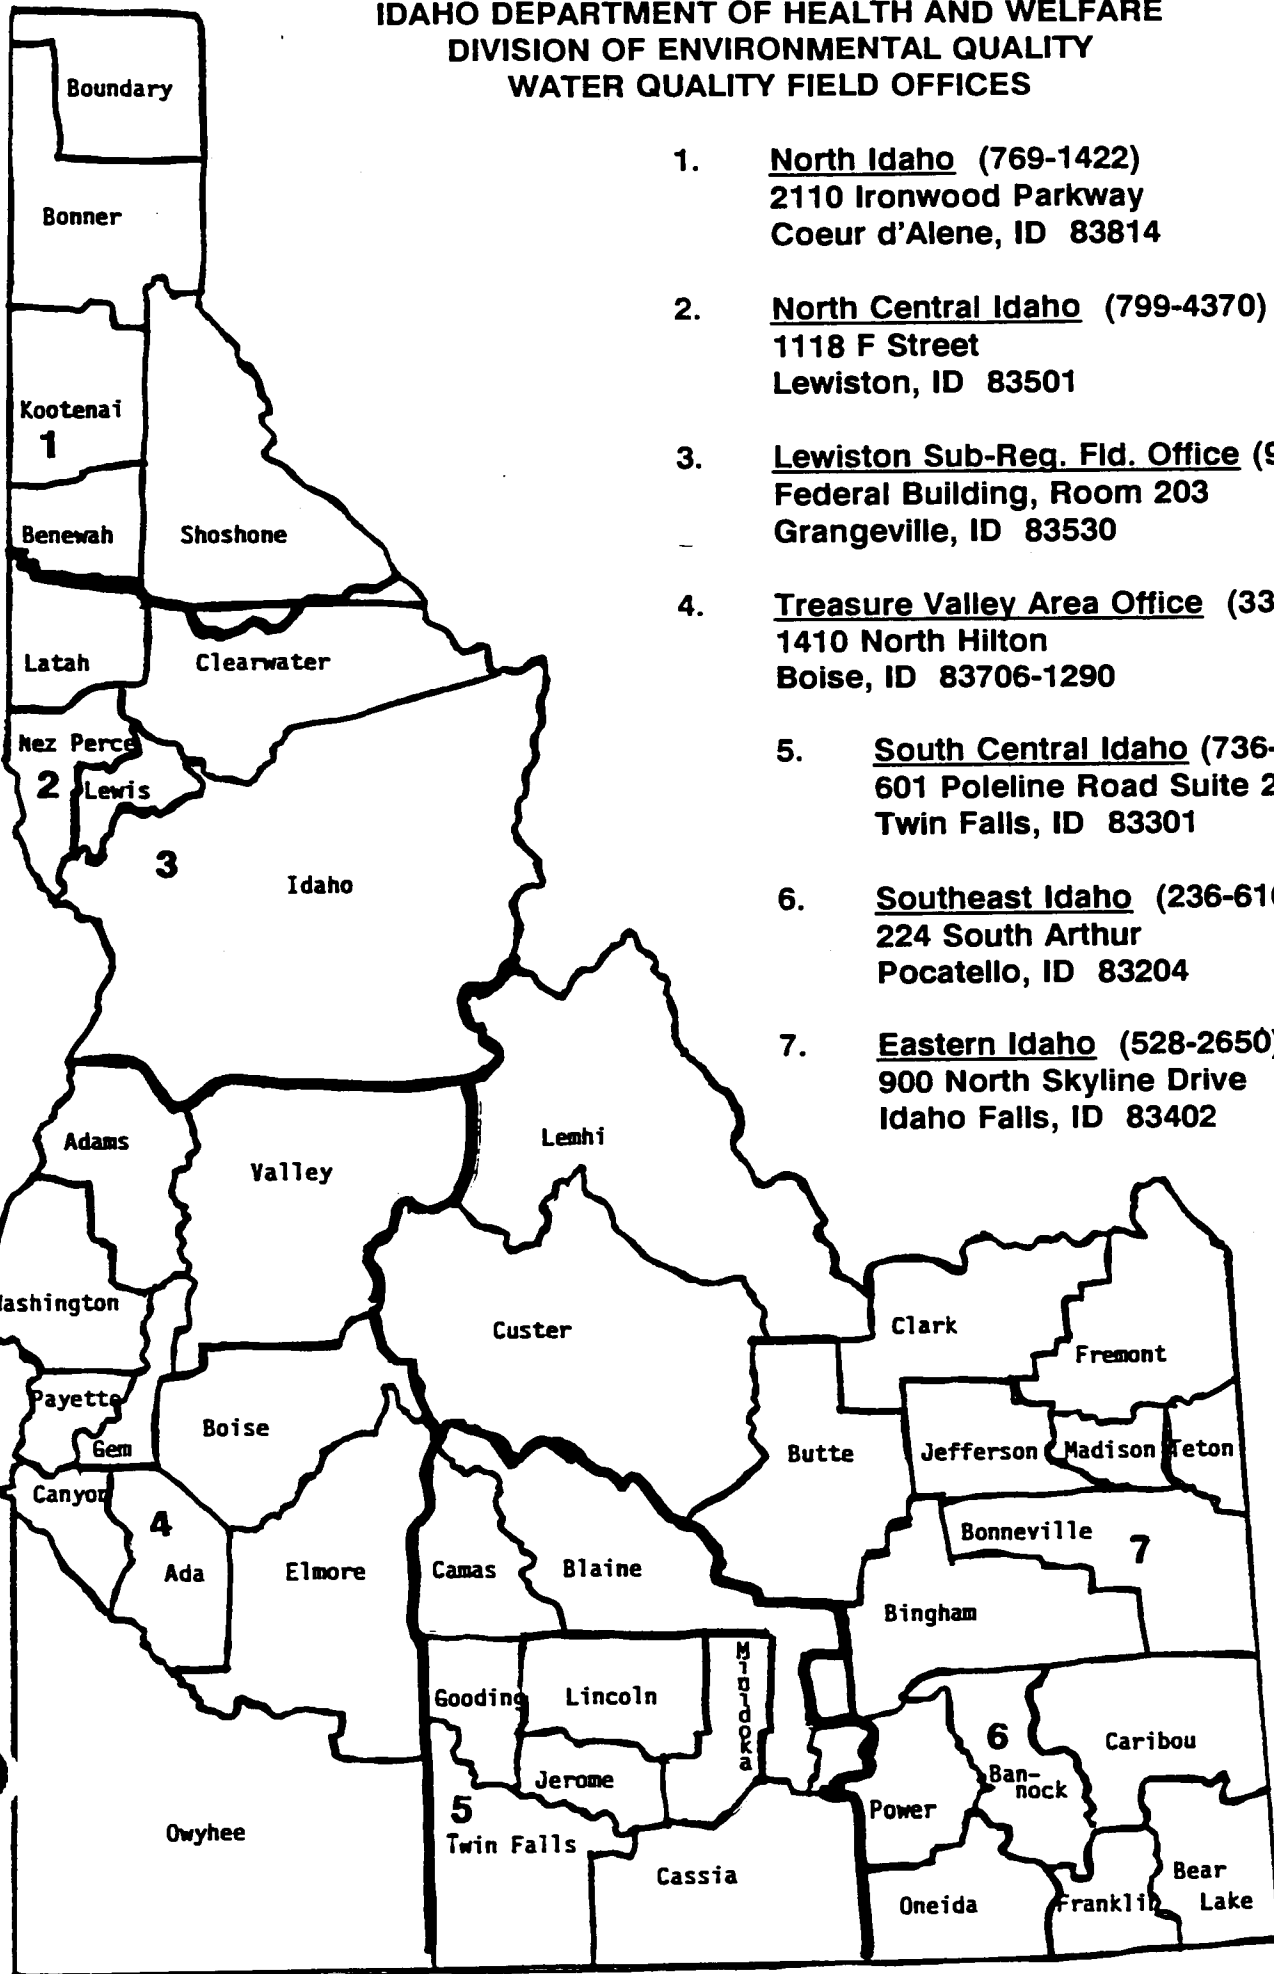 IDAHO DEPARTMENT OF HEALTH AND WELFARE
DIVISION OF ENVIRONMENTAL QUALITY
WATER QUALITY FIELD OFFICES
1. North Idaho (769-1422)
2110 Ironwood Parkway
Coeur d'Alene, ID 83814
2. North Central Idaho (799-4370)
1118 F Street
Lewiston, ID 83501
3. Lewiston Sub-Reg. Fld. Office (9
Federal Building, Room 203
Grangeville, ID 83530
4. Treasure Valley Area Office (33
1410 North Hilton
Boise, ID 83706-1290
5. South Central Idaho (736-
601 Poleline Road Suite 2
Twin Falls, ID 83301
6. Southeast Idaho (236-616
224 South Arthur
Pocatello, ID 83204
7. Eastern Idaho (528-2650)
900 North Skyline Drive
Idaho Falls, ID 83402
Boundary
Bonner
Kootenai
1
Benewah
Shoshone
Latah
Clearwater
Nez Perce
2
Lewis
3
Idaho
Adams
Valley
Lemhi
Washington
Custer
Clark
Fremont
Payette
Gem
Boise
Butte
Jefferson
Madison
Teton
Canyon
4
Ada
Elmore
Camas
Blaine
Bonneville
7
Bingham
Gooding
Lincoln
Minidoka
Jerome
6
Ban-
nock
Caribou
Power
5
Twin Falls
Owyhee
Cassia
Oneida
Franklin
Bear
Lake